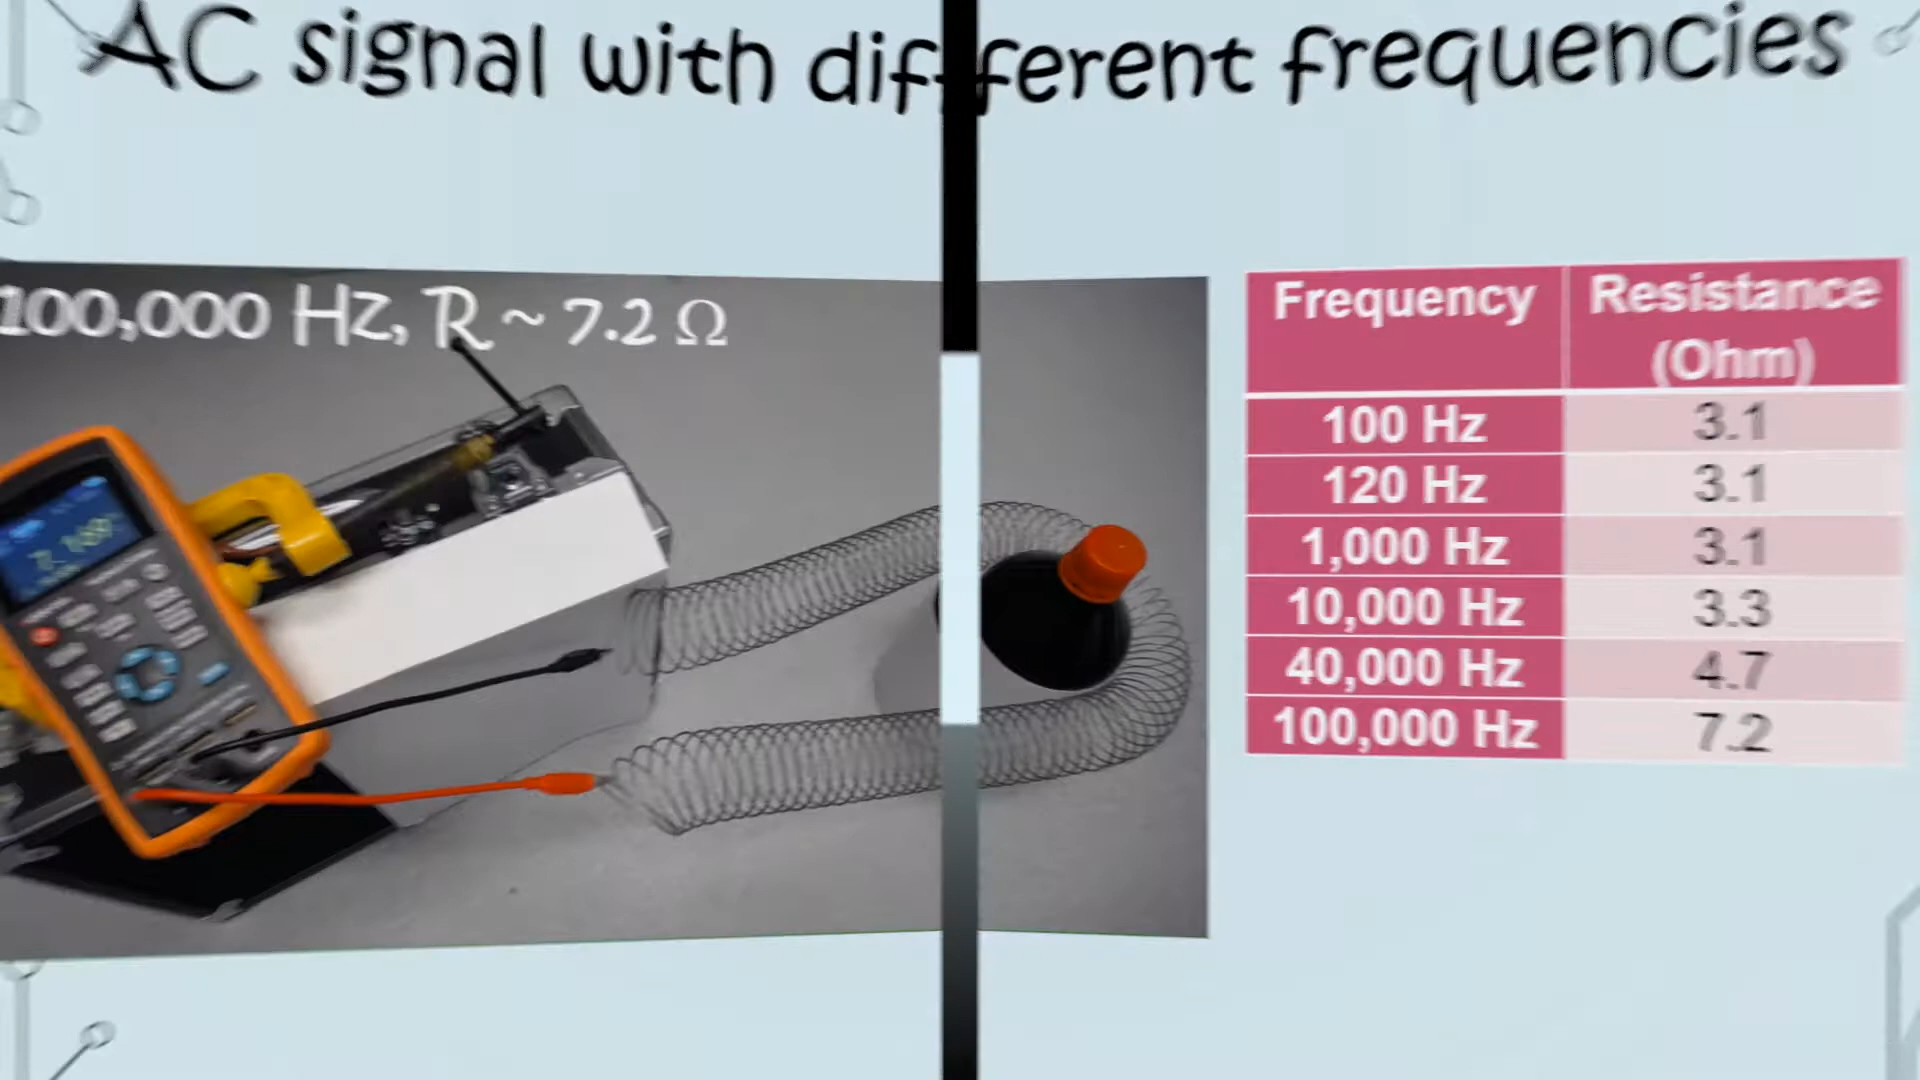 AC signal with different frequencies
100,000 Hz, R ~ 7.2 Ω
Frequency Resistance (Ohm)
100 Hz 3.1
120 Hz 3.1
1,000 Hz 3.1
10,000 Hz 3.3
40,000 Hz 4.7
100,000 Hz 7.2